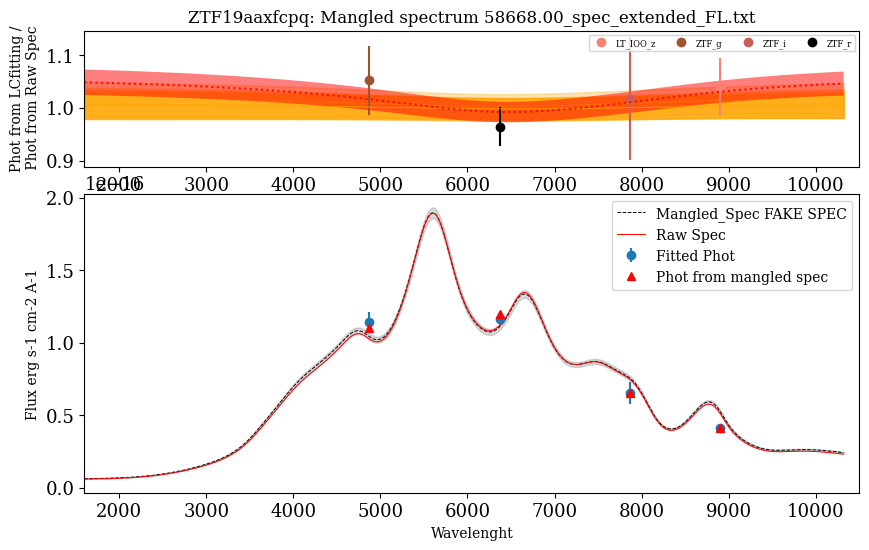 ZTF19aaxfcpq: Mangled spectrum 58668.00_spec_extended_FL.txt
Phot from LCfitting /
Phot from Raw Spec
1.1
1.0
0.9
LT_IOO_z
ZTF_g
ZTF_i
ZTF_r
2000 3000 4000 5000 6000 7000 8000 9000 10000
1e−16
Flux erg s-1 cm-2 A-1
2.0
1.5
1.0
0.5
0.0
Mangled_Spec FAKE SPEC
Raw Spec
Fitted Phot
Phot from mangled spec
2000 3000 4000 5000 6000 7000 8000 9000 10000
Wavelenght